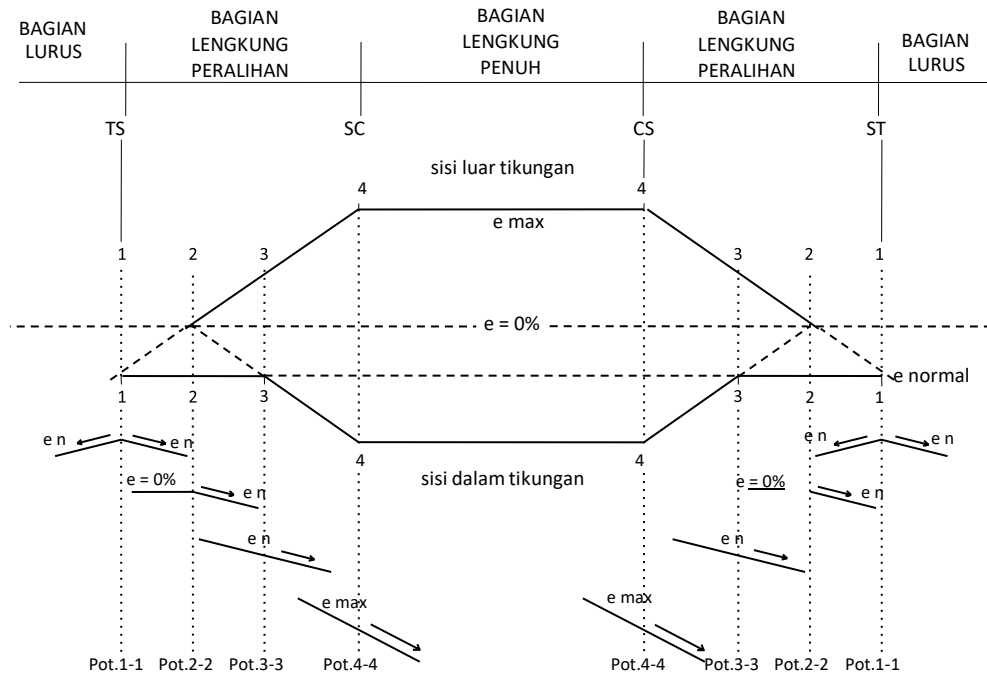 BAGIAN
LURUS
BAGIAN
LENGKUNG
PERALIHAN
BAGIAN
LENGKUNG
PENUH
BAGIAN
LENGKUNG
PERALIHAN
BAGIAN
LURUS
TS
SC
CS
ST
sisi luar tikungan
4
4
e max
1
2
3
3
2
1
e = 0%
e normal
1
2
3
3
2
1
e n
e n
e n
e n
4
4
sisi dalam tikungan
e = 0%
e n
e = 0%
e n
e n
e n
e max
e max
Pot.1-1
Pot.2-2
Pot.3-3
Pot.4-4
Pot.4-4
Pot.3-3
Pot.2-2
Pot.1-1